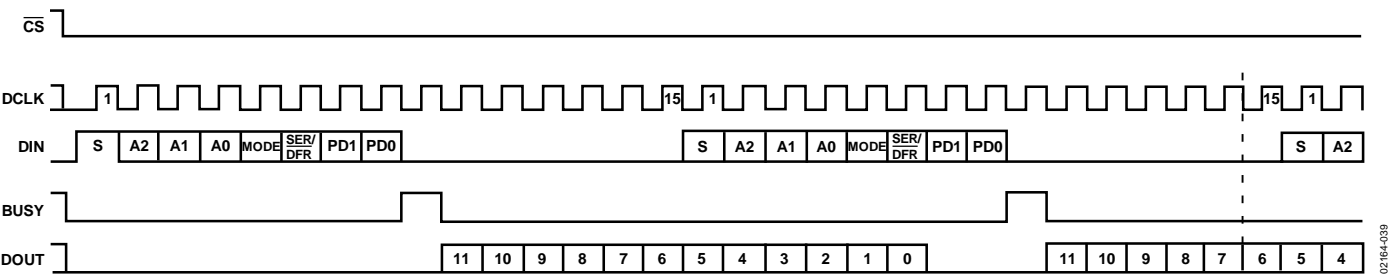 CS
DCLK 1 15 1 15 1
DIN S A2 A1 A0 MODE SER/DFR PD1 PD0 S A2 A1 A0 MODE SER/DFR PD1 PD0 S A2
BUSY
DOUT 11 10 9 8 7 6 5 4 3 2 1 0 11 10 9 8 7 6 5 4
02164-039